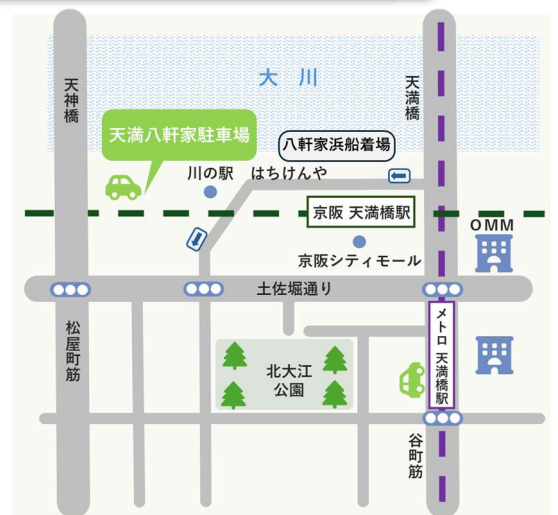 大 川
天神橋
天満橋
天満八軒家駐車場
八軒家浜船着場
川の駅 はちけんや
京阪 天満橋駅
OMM
京阪シティモール
土佐堀通り
松屋町筋
メトロ 天満橋駅
北大江
公園
谷町筋